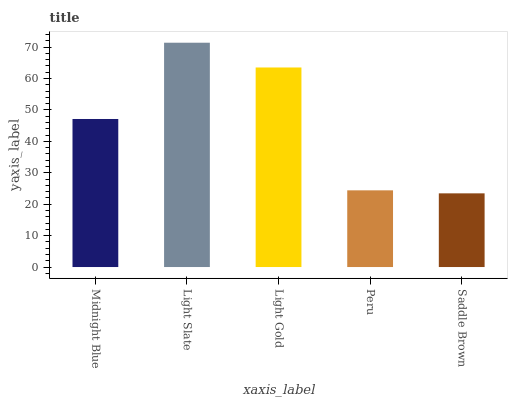 title
yaxis_label
70
60
50
40
30
20
10
0
Midnight Blue
Light Slate
Light Gold
Peru
Saddle Brown
xaxis_label